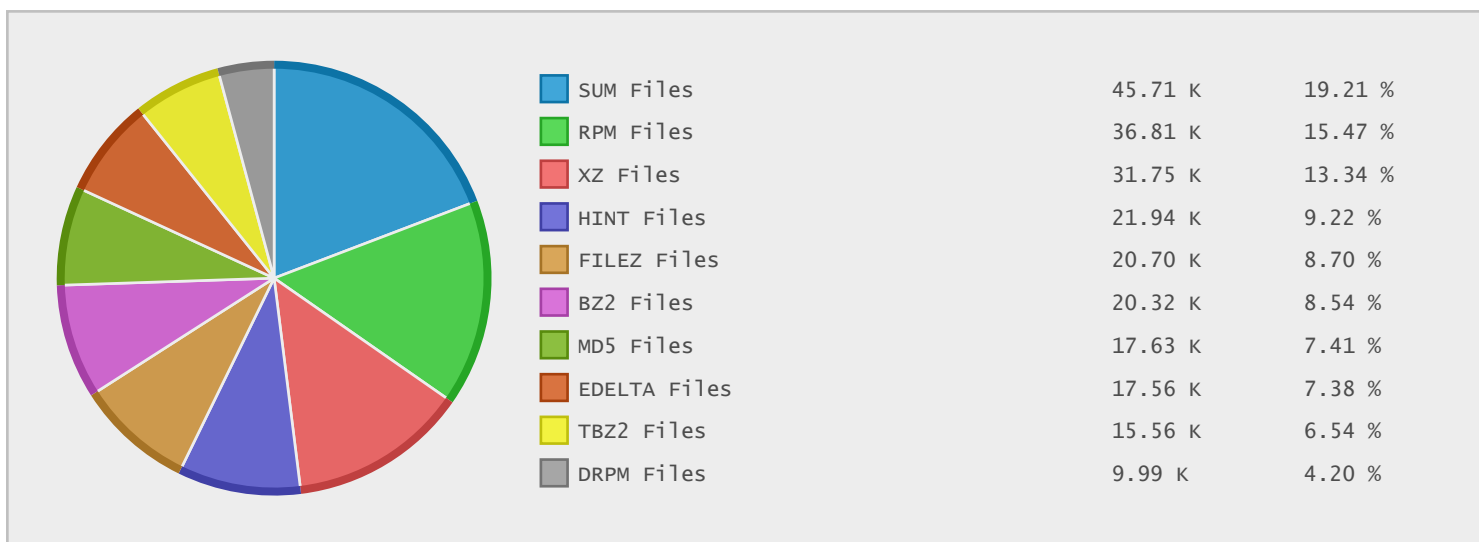 SUM Files 45.71 K 19.21 %
RPM Files 36.81 K 15.47 %
XZ Files 31.75 K 13.34 %
HINT Files 21.94 K 9.22 %
FILEZ Files 20.70 K 8.70 %
BZ2 Files 20.32 K 8.54 %
MD5 Files 17.63 K 7.41 %
EDELTA Files 17.56 K 7.38 %
TBZ2 Files 15.56 K 6.54 %
DRPM Files 9.99 K 4.20 %